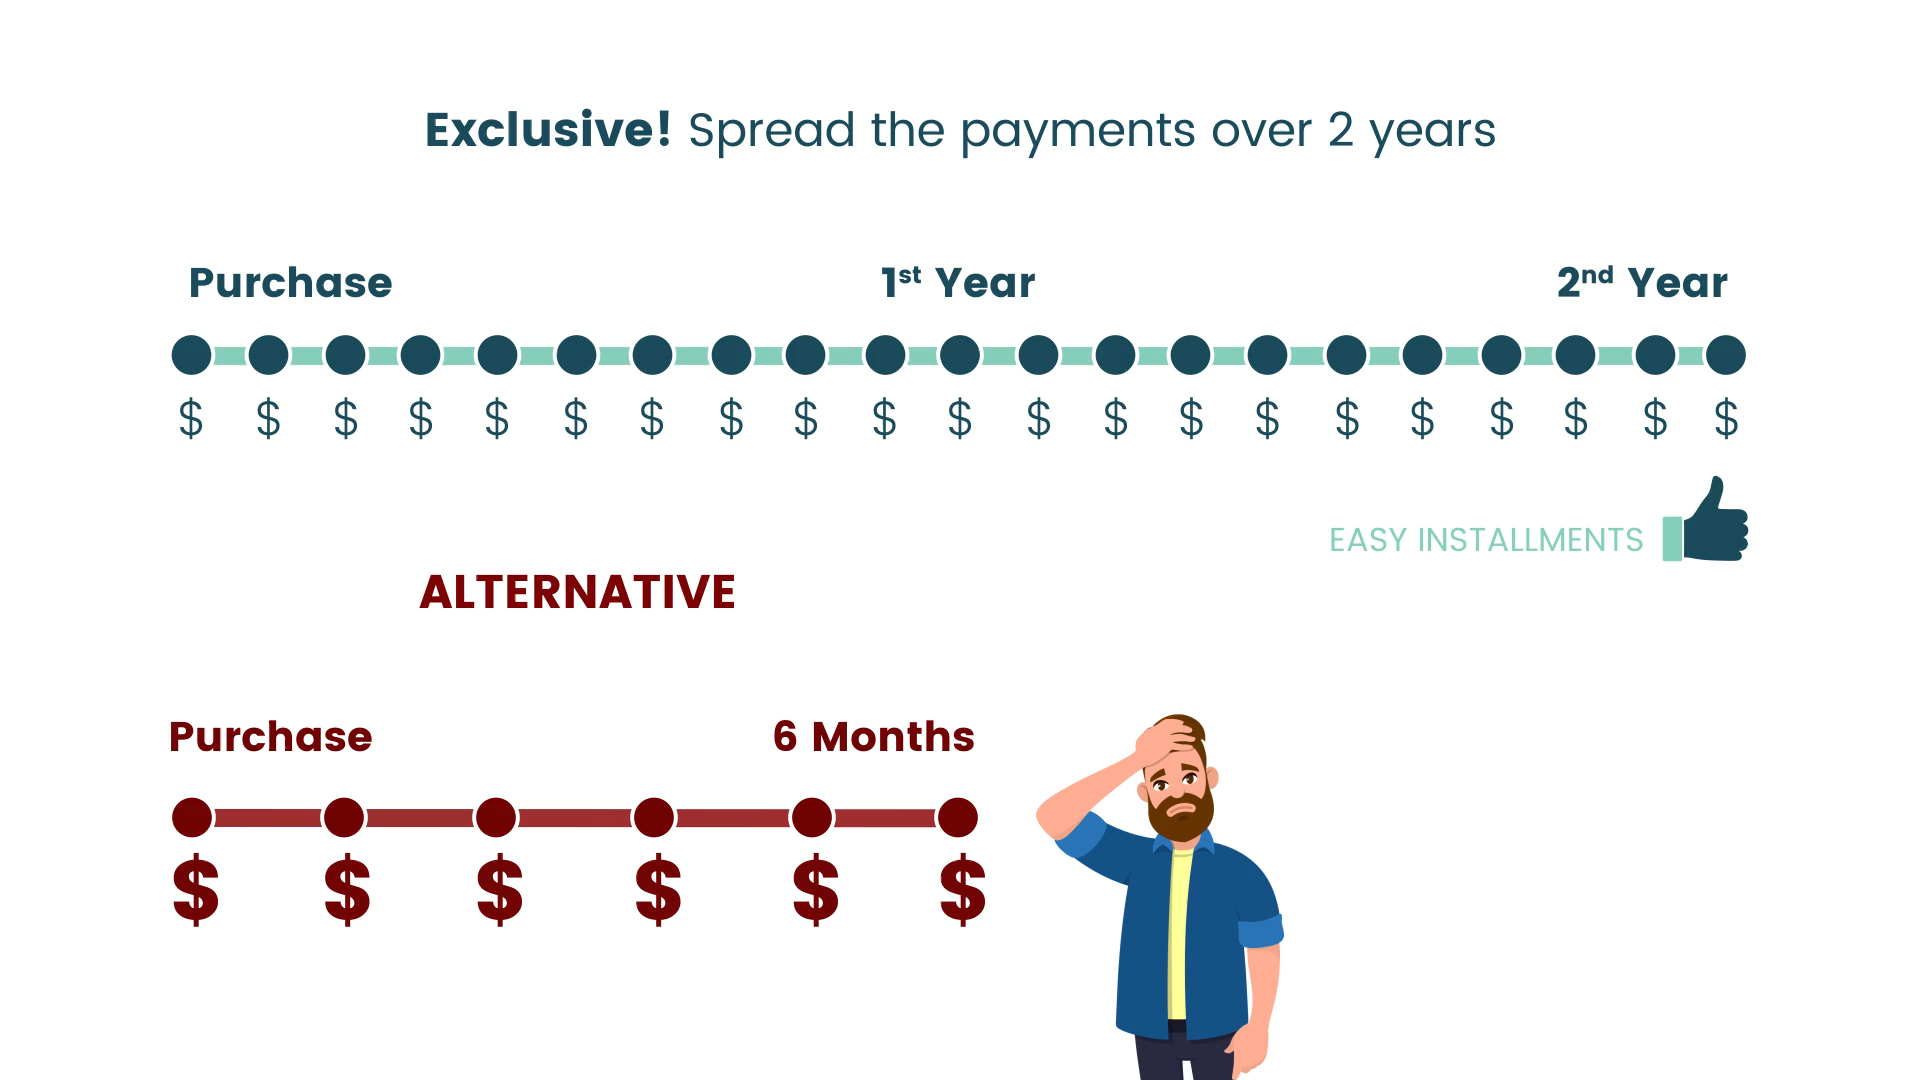 Exclusive! Spread the payments over 2 years
Purchase 1st Year 2nd Year
$ $ $ $ $ $ $ $ $ $ $ $ $ $ $ $ $ $ $ $ $
EASY INSTALLMENTS
ALTERNATIVE
Purchase 6 Months
$ $ $ $ $ $